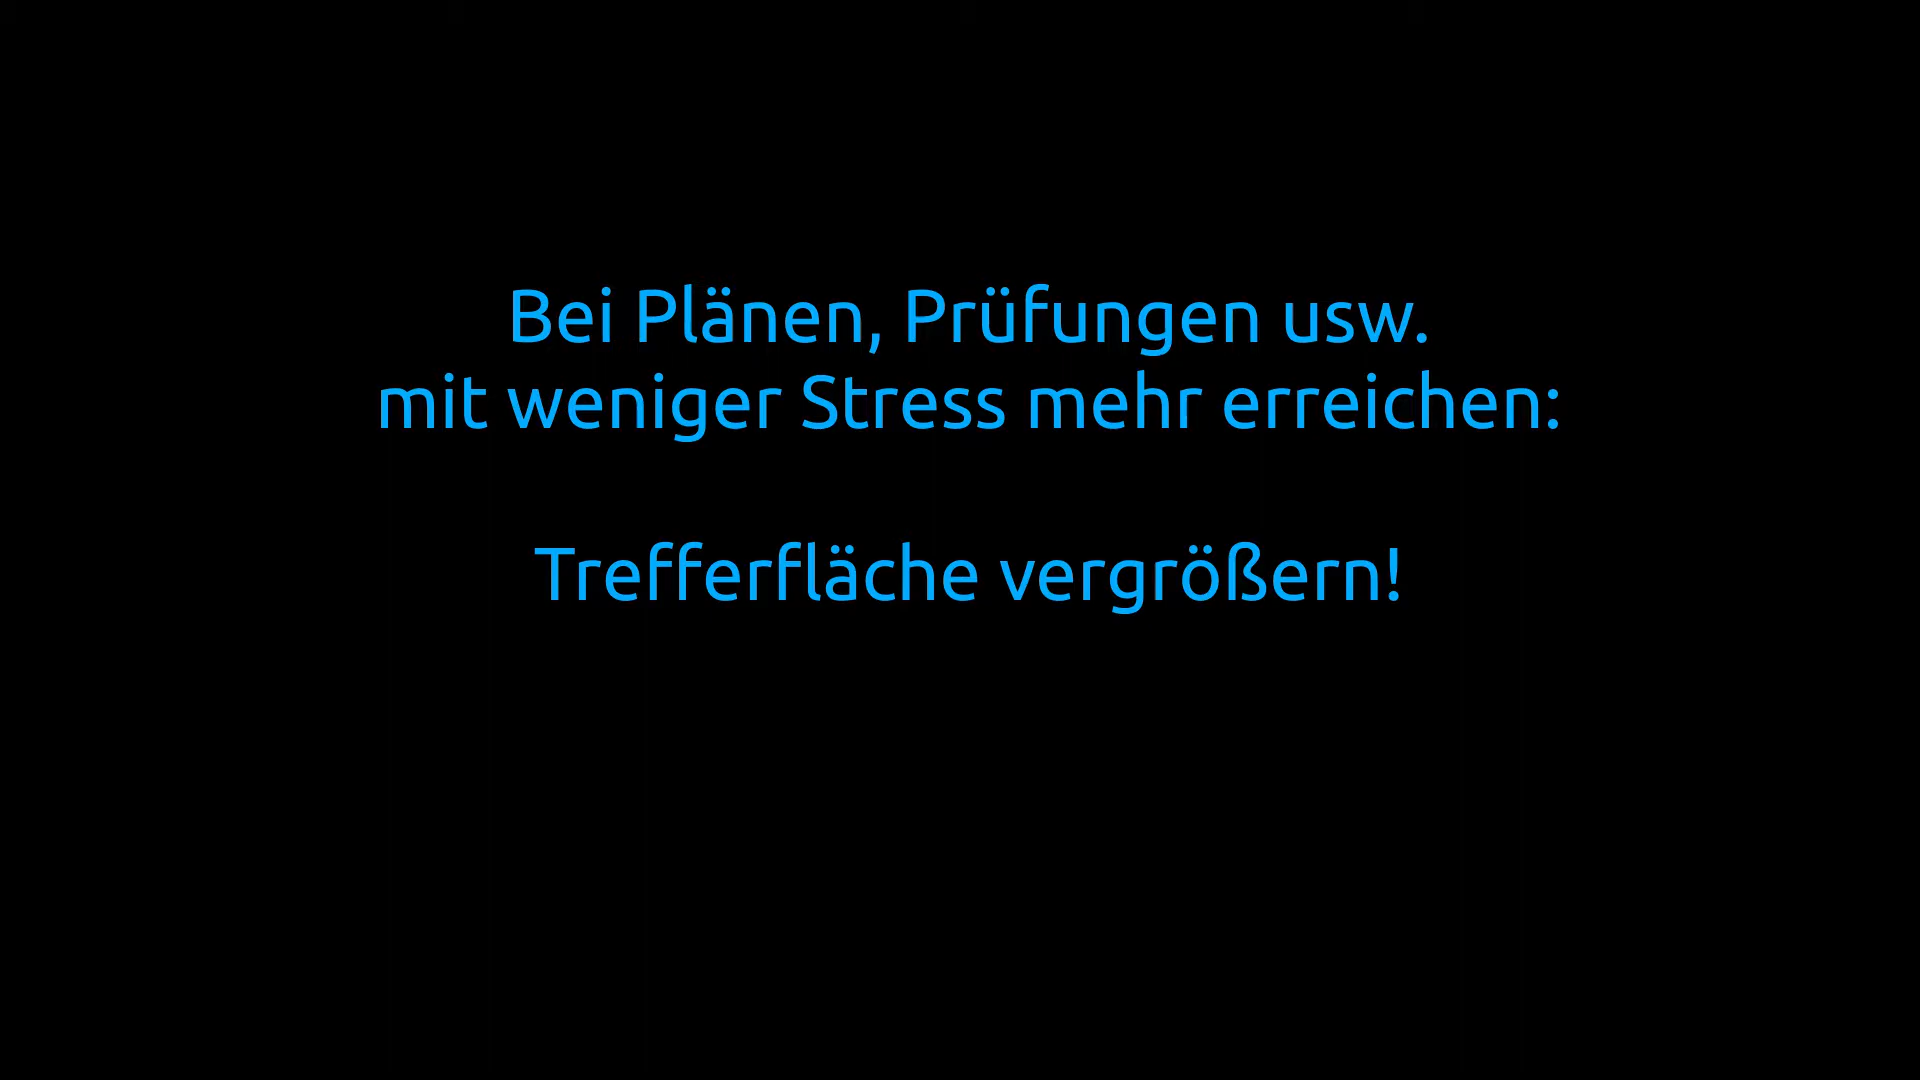 Bei Plänen, Prüfungen usw.
mit weniger Stress mehr erreichen:
Trefferfläche vergrößern!